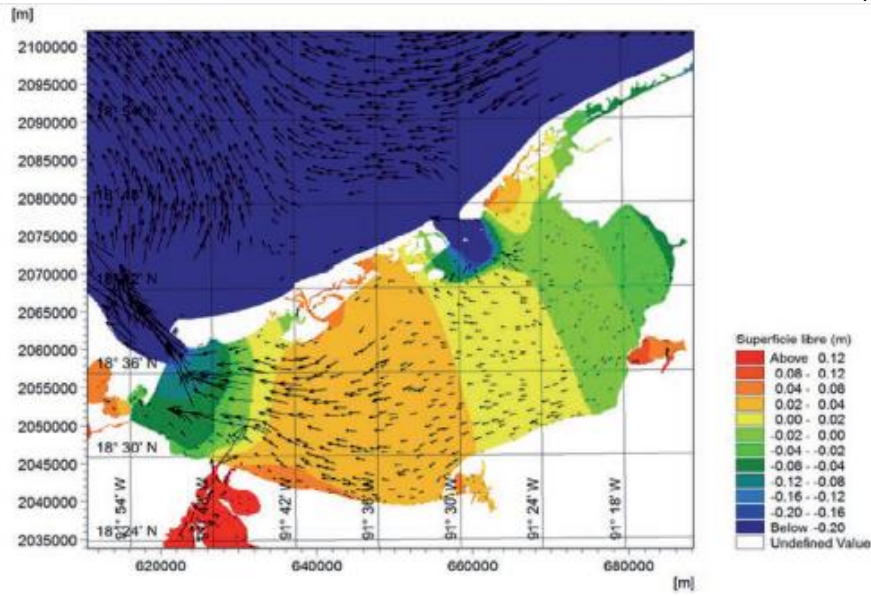 [m]
2100000
2095000
2090000
2085000
2080000
2075000
2070000
2065000
2060000
2055000
2050000
2045000
2040000
2035000
18° 54' N
18° 48' N
18° 42' N
18° 36' N
18° 30' N
18° 24' N
91° 54' W
91° 48' W
91° 42' W
91° 36' W
91° 30' W
91° 24' W
91° 18' W
620000
640000
660000
680000
[m]
Superficie libre (m)
Above 0.12
0.08 - 0.12
0.04 - 0.08
0.02 - 0.04
0.00 - 0.02
-0.02 - 0.00
-0.04 - -0.02
-0.08 - -0.04
-0.12 - -0.08
-0.16 - -0.12
-0.20 - -0.16
Below -0.20
Undefined Value